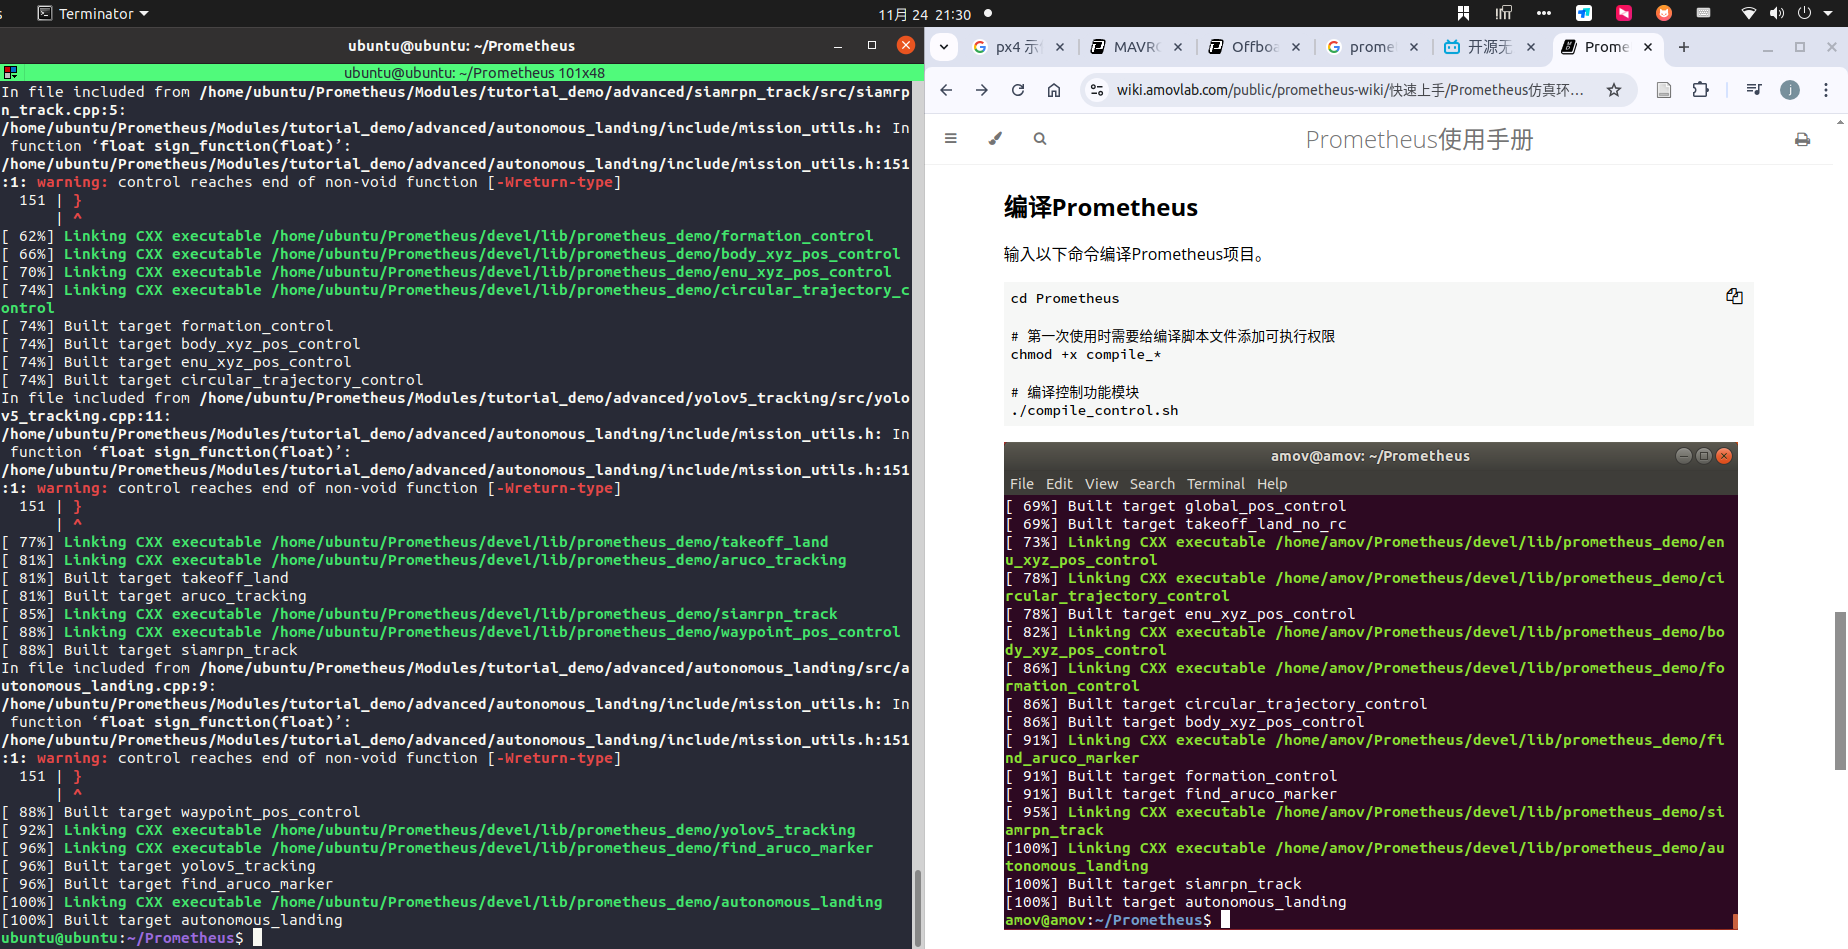 Terminator
11月 24 21:30
ubuntu@ubuntu: ~/Prometheus
ubuntu@ubuntu: ~/Prometheus 101x48
In file included from /home/ubuntu/Prometheus/Modules/tutorial_demo/advanced/siamrpn_track/src/siamrp
n_track.cpp:5:
/home/ubuntu/Prometheus/Modules/tutorial_demo/advanced/autonomous_landing/include/mission_utils.h: In
 function ‘float sign_function(float)’:
/home/ubuntu/Prometheus/Modules/tutorial_demo/advanced/autonomous_landing/include/mission_utils.h:151
:1: warning: control reaches end of non-void function [-Wreturn-type]
  151 | }
      | ^
[ 62%] Linking CXX executable /home/ubuntu/Prometheus/devel/lib/prometheus_demo/formation_control
[ 66%] Linking CXX executable /home/ubuntu/Prometheus/devel/lib/prometheus_demo/body_xyz_pos_control
[ 70%] Linking CXX executable /home/ubuntu/Prometheus/devel/lib/prometheus_demo/enu_xyz_pos_control
[ 74%] Linking CXX executable /home/ubuntu/Prometheus/devel/lib/prometheus_demo/circular_trajectory_c
ontrol
[ 74%] Built target formation_control
[ 74%] Built target body_xyz_pos_control
[ 74%] Built target enu_xyz_pos_control
[ 74%] Built target circular_trajectory_control
In file included from /home/ubuntu/Prometheus/Modules/tutorial_demo/advanced/yolov5_tracking/src/yolo
v5_tracking.cpp:11:
/home/ubuntu/Prometheus/Modules/tutorial_demo/advanced/autonomous_landing/include/mission_utils.h: In
 function ‘float sign_function(float)’:
/home/ubuntu/Prometheus/Modules/tutorial_demo/advanced/autonomous_landing/include/mission_utils.h:151
:1: warning: control reaches end of non-void function [-Wreturn-type]
  151 | }
      | ^
[ 77%] Linking CXX executable /home/ubuntu/Prometheus/devel/lib/prometheus_demo/takeoff_land
[ 81%] Linking CXX executable /home/ubuntu/Prometheus/devel/lib/prometheus_demo/aruco_tracking
[ 81%] Built target takeoff_land
[ 81%] Built target aruco_tracking
[ 85%] Linking CXX executable /home/ubuntu/Prometheus/devel/lib/prometheus_demo/siamrpn_track
[ 88%] Linking CXX executable /home/ubuntu/Prometheus/devel/lib/prometheus_demo/waypoint_pos_control
[ 88%] Built target siamrpn_track
In file included from /home/ubuntu/Prometheus/Modules/tutorial_demo/advanced/autonomous_landing/src/a
utonomous_landing.cpp:9:
/home/ubuntu/Prometheus/Modules/tutorial_demo/advanced/autonomous_landing/include/mission_utils.h: In
 function ‘float sign_function(float)’:
/home/ubuntu/Prometheus/Modules/tutorial_demo/advanced/autonomous_landing/include/mission_utils.h:151
:1: warning: control reaches end of non-void function [-Wreturn-type]
  151 | }
      | ^
[ 88%] Built target waypoint_pos_control
[ 92%] Linking CXX executable /home/ubuntu/Prometheus/devel/lib/prometheus_demo/yolov5_tracking
[ 96%] Linking CXX executable /home/ubuntu/Prometheus/devel/lib/prometheus_demo/find_aruco_marker
[ 96%] Built target yolov5_tracking
[ 96%] Built target find_aruco_marker
[100%] Linking CXX executable /home/ubuntu/Prometheus/devel/lib/prometheus_demo/autonomous_landing
[100%] Built target autonomous_landing
ubuntu@ubuntu:~/Prometheus$
px4 示 MAVRO Offboa prome 开源无 Prome
wiki.amovlab.com/public/prometheus-wiki/快速上手/Prometheus仿真环...
j
Prometheus使用手册
编译Prometheus
输入以下命令编译Prometheus项目。
cd Prometheus
# 第一次使用时需要给编译脚本文件添加可执行权限
chmod +x compile_*
# 编译控制功能模块
./compile_control.sh
amov@amov: ~/Prometheus
File Edit View Search Terminal Help
[ 69%] Built target global_pos_control
[ 69%] Built target takeoff_land_no_rc
[ 73%] Linking CXX executable /home/amov/Prometheus/devel/lib/prometheus_demo/en
u_xyz_pos_control
[ 78%] Linking CXX executable /home/amov/Prometheus/devel/lib/prometheus_demo/ci
rcular_trajectory_control
[ 78%] Built target enu_xyz_pos_control
[ 82%] Linking CXX executable /home/amov/Prometheus/devel/lib/prometheus_demo/bo
dy_xyz_pos_control
[ 86%] Linking CXX executable /home/amov/Prometheus/devel/lib/prometheus_demo/fo
rmation_control
[ 86%] Built target circular_trajectory_control
[ 86%] Built target body_xyz_pos_control
[ 91%] Linking CXX executable /home/amov/Prometheus/devel/lib/prometheus_demo/fi
nd_aruco_marker
[ 91%] Built target formation_control
[ 91%] Built target find_aruco_marker
[ 95%] Linking CXX executable /home/amov/Prometheus/devel/lib/prometheus_demo/si
amrpn_track
[100%] Linking CXX executable /home/amov/Prometheus/devel/lib/prometheus_demo/au
tonomous_landing
[100%] Built target siamrpn_track
[100%] Built target autonomous_landing
amov@amov:~/Prometheus$